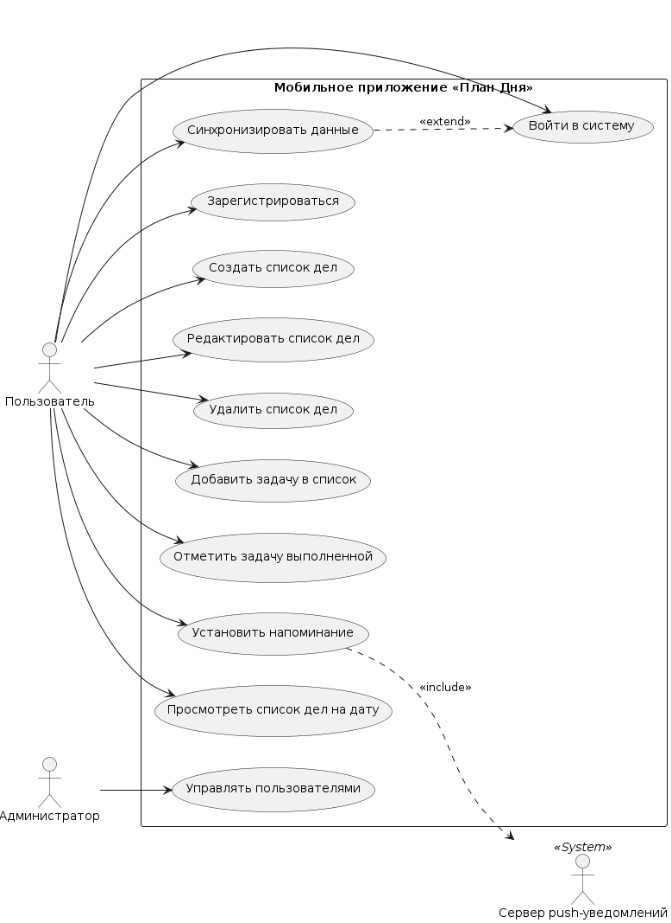 Мобильное приложение «План Дня»
Синхронизировать данные
«extend»
Войти в систему
Зарегистрироваться
Создать список дел
Редактировать список дел
Пользователь
Удалить список дел
Добавить задачу в список
Отметить задачу выполненной
Установить напоминание
«include»
Просмотреть список дел на дату
Управлять пользователями
Администратор
«System»
Сервер push-уведомлений